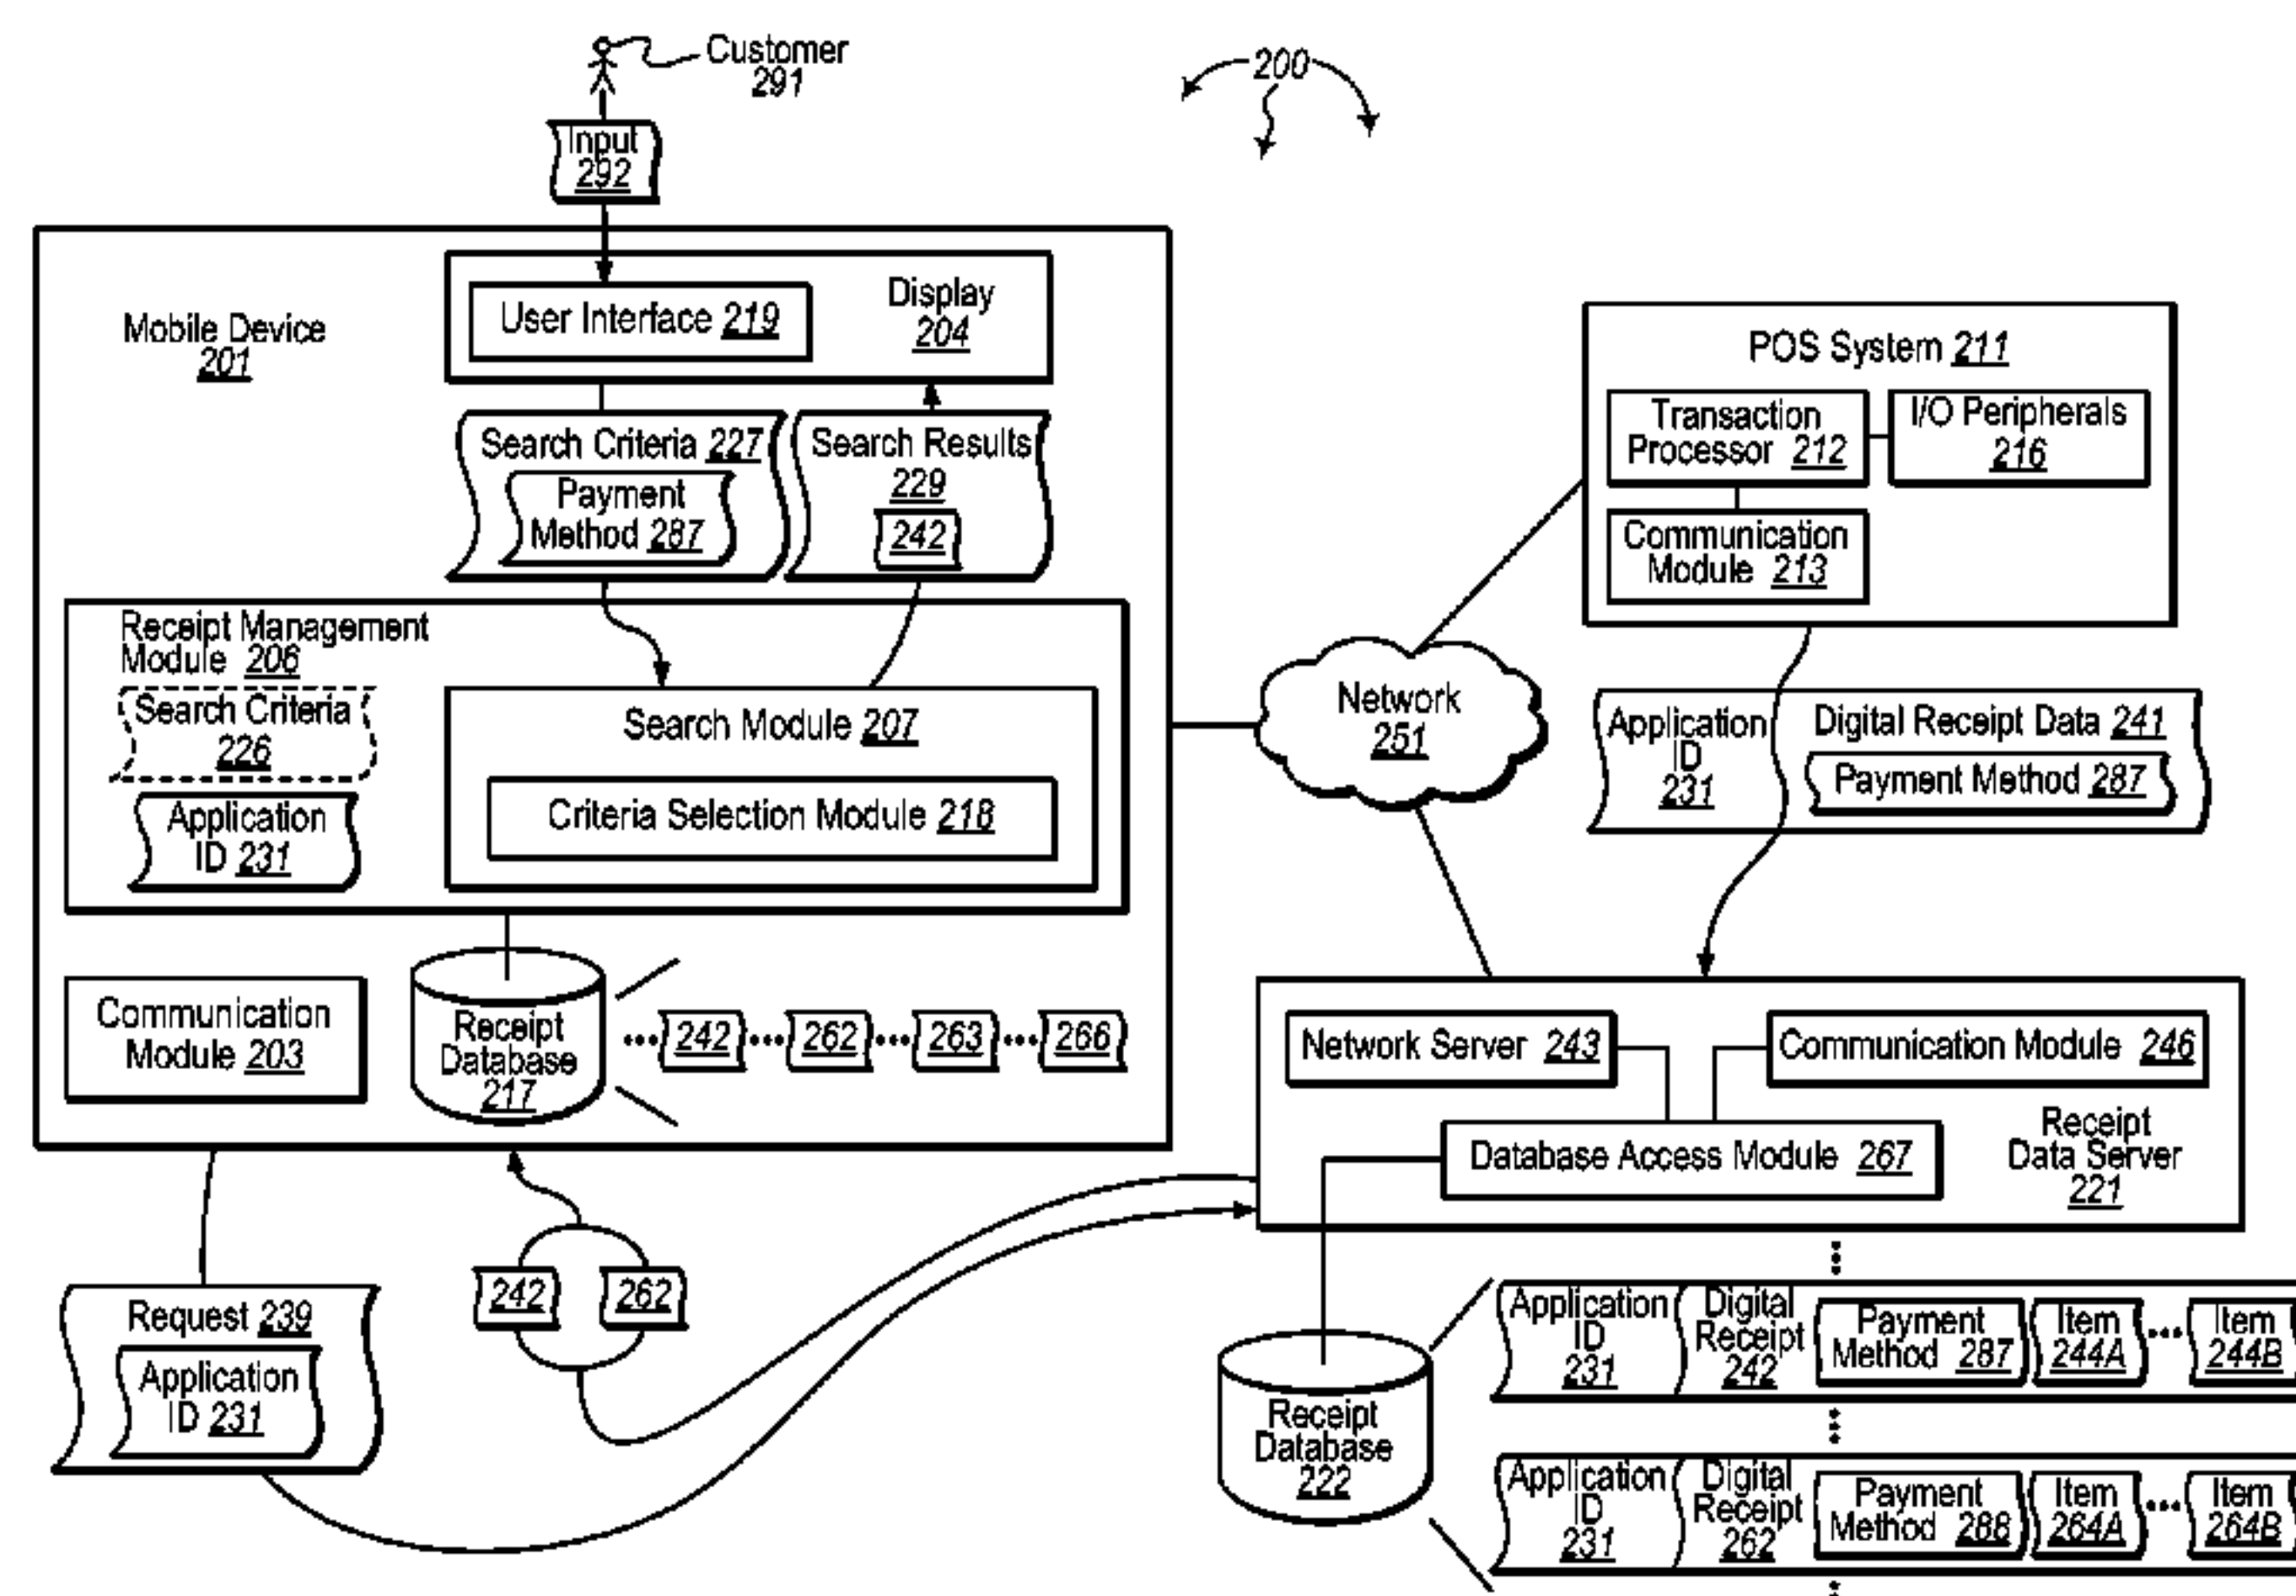 Customer
291
200
Input
292
Mobile Device
201
User Interface 219
Display
204
Search Criteria 227
Payment
Method 287
Search Results
229
242
Receipt Management
Module 206
Search Criteria
226
Application
ID 231
Search Module 207
Criteria Selection Module 218
Communication
Module 203
Receipt
Database
217
...242...262...263...266
Network
251
POS System 211
Transaction
Processor 212
I/O Peripherals
216
Communication
Module 213
Application
ID
231
Digital Receipt Data 241
Payment Method 287
Network Server 243
Communication Module 246
Database Access Module 267
Receipt
Data Server
221
Request 239
Application
ID 231
242
262
Receipt
Database
222
Application
ID
231
Digital
Receipt
242
Payment
Method 287
Item
244A
...
Item
244B
Application
ID
231
Digital
Receipt
262
Payment
Method 288
Item
264A
...
Item
264B